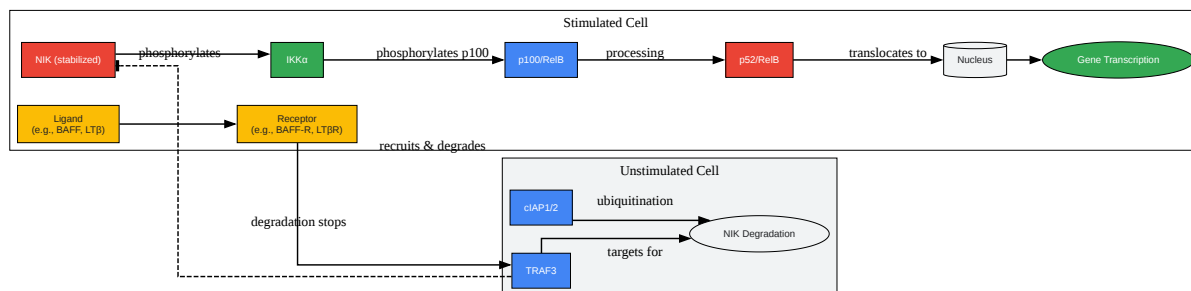 Stimulated Cell
NIK (stabilized)
phosphorylates
IKKα
phosphorylates p100
p100/RelB
processing
p52/RelB
translocates to
Nucleus
Gene Transcription
Ligand
(e.g., BAFF, LTβ)
Receptor
(e.g., BAFF-R, LTβR)
recruits & degrades
Unstimulated Cell
cIAP1/2
ubiquitination
NIK Degradation
degradation stops
targets for
TRAF3